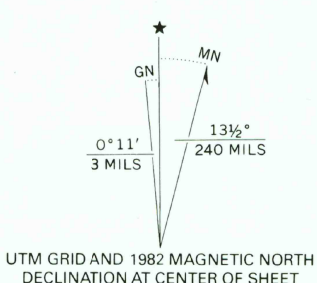 ★
MN
GN
0°11'
3 MILS
13½°
240 MILS
UTM GRID AND 1982 MAGNETIC NORTH
DECLINATION AT CENTER OF SHEET